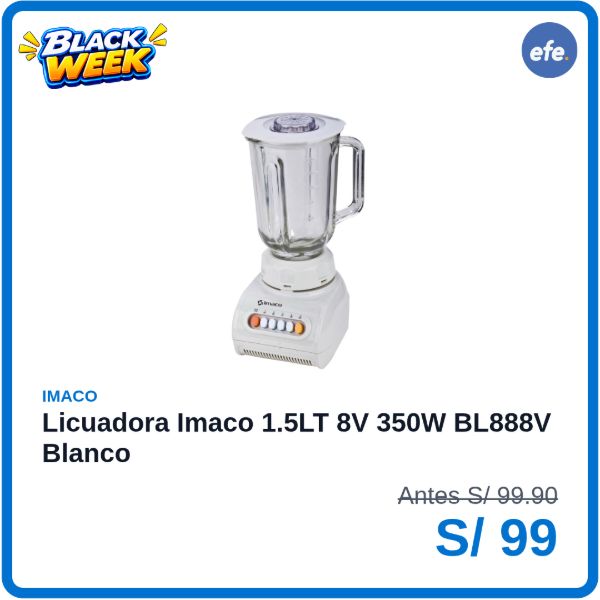 BLACK
WEEK
efe.
imaco
IMACO
Licuadora Imaco 1.5LT 8V 350W BL888V
Blanco
Antes S/ 99.90
S/ 99